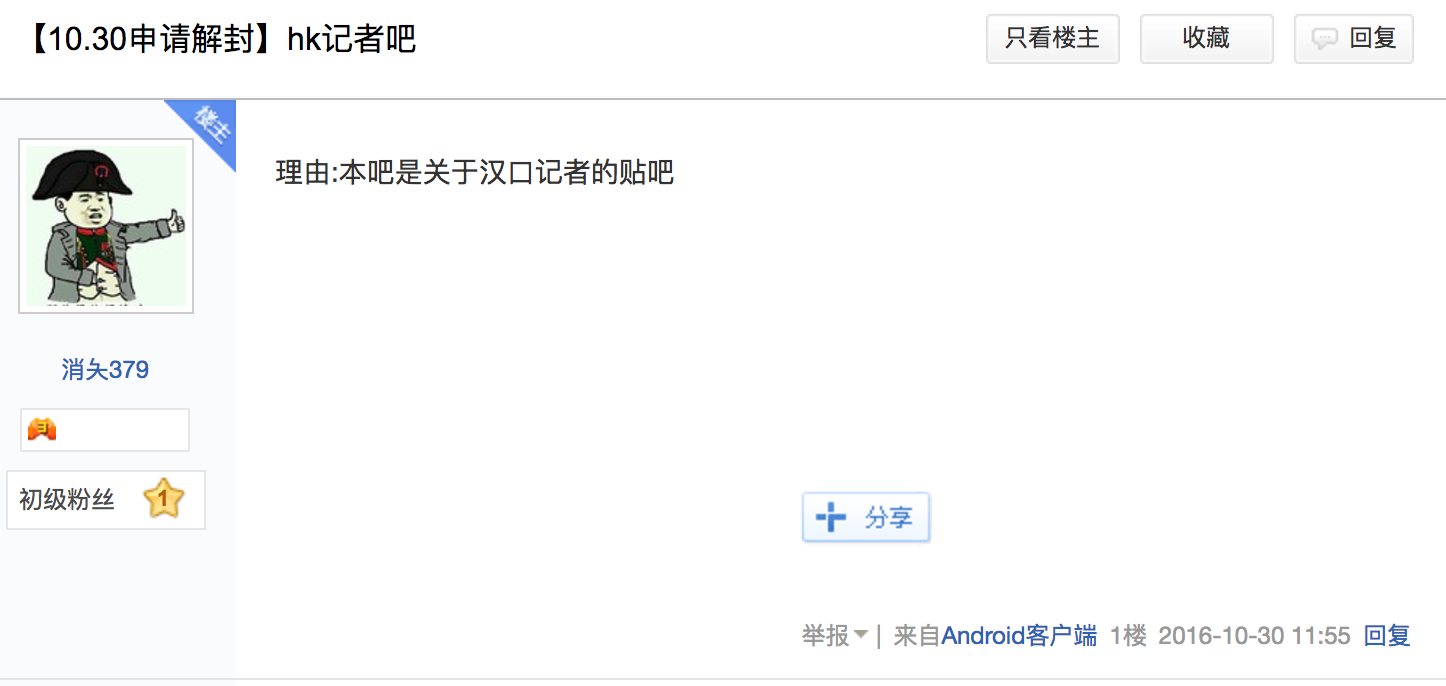 【10.30申请解封】hk记者吧
只看楼主
收藏
回复
楼主
理由:本吧是关于汉口记者的贴吧
消夨379
初级粉丝 1
分享
举报 | 来自Android客户端 1楼 2016-10-30 11:55 回复